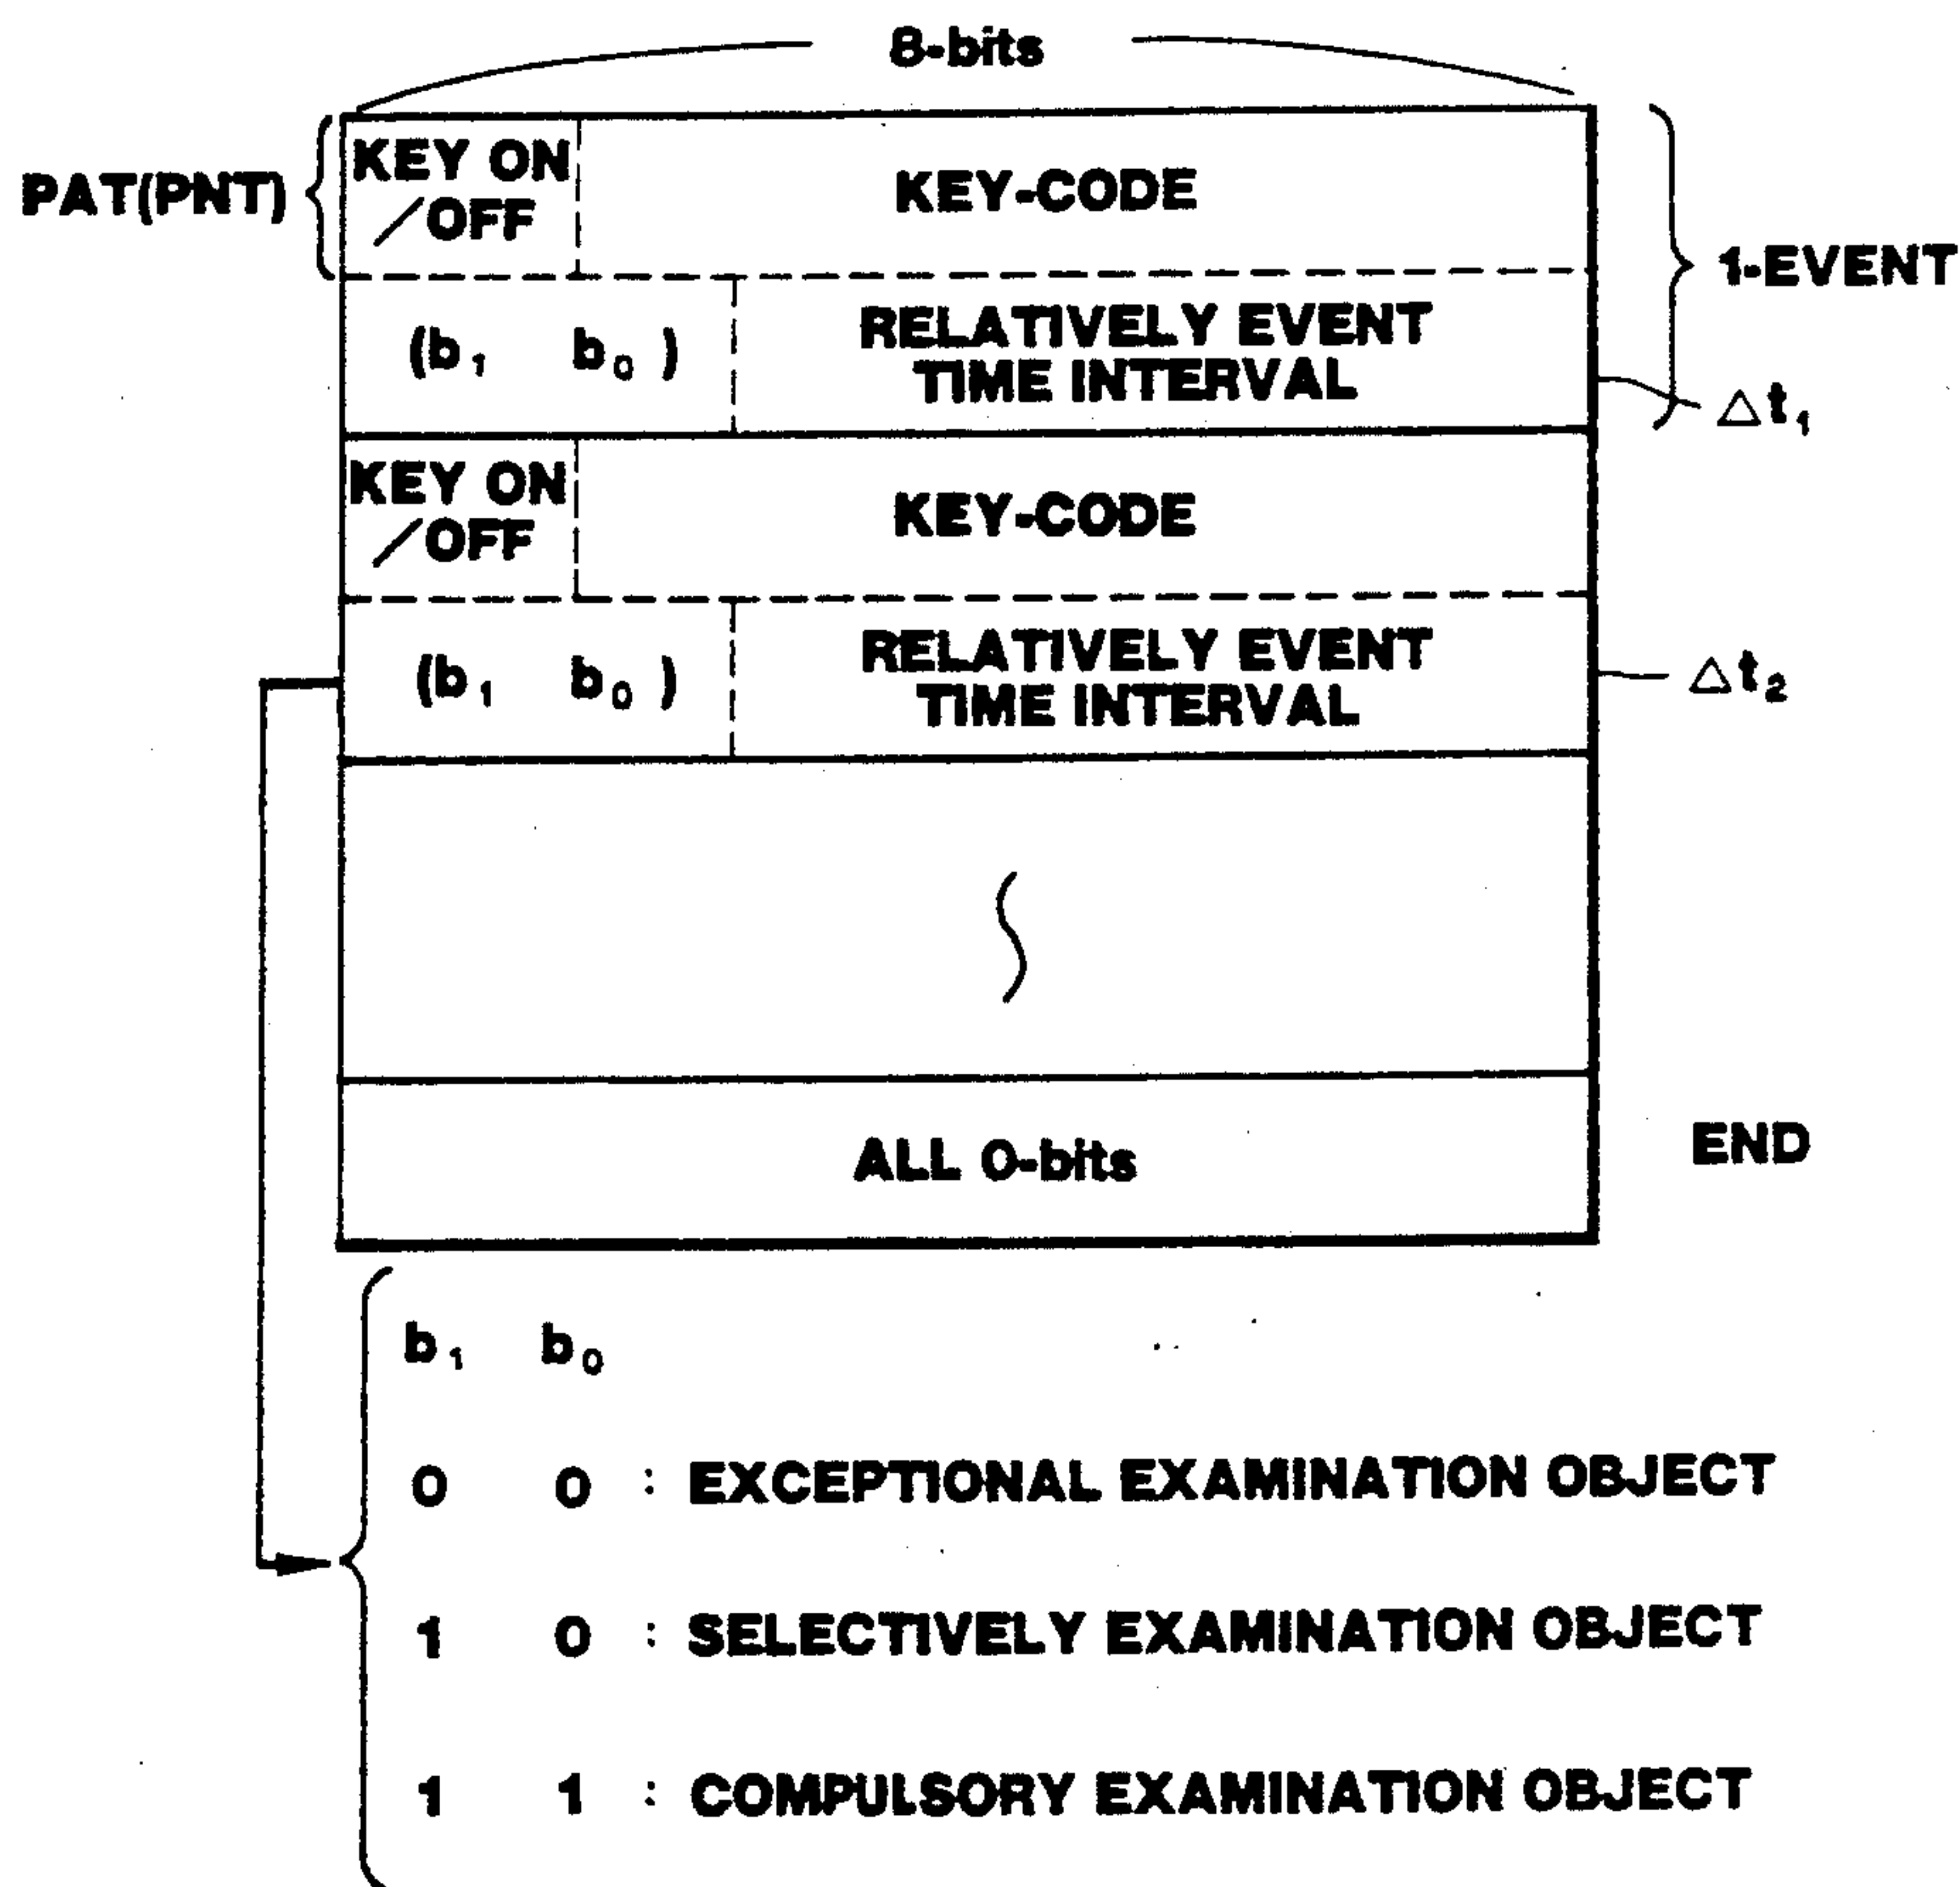 8-bits
PAT(PNT)
KEY ON
/OFF
KEY-CODE
1-EVENT
(b₁ b₀)
RELATIVELY EVENT
TIME INTERVAL
△t₁
KEY ON
/OFF
KEY-CODE
(b₁ b₀)
RELATIVELY EVENT
TIME INTERVAL
△t₂
ALL 0-bits
END
b₁ b₀
0 0 : EXCEPTIONAL EXAMINATION OBJECT
1 0 : SELECTIVELY EXAMINATION OBJECT
1 1 : COMPULSORY EXAMINATION OBJECT